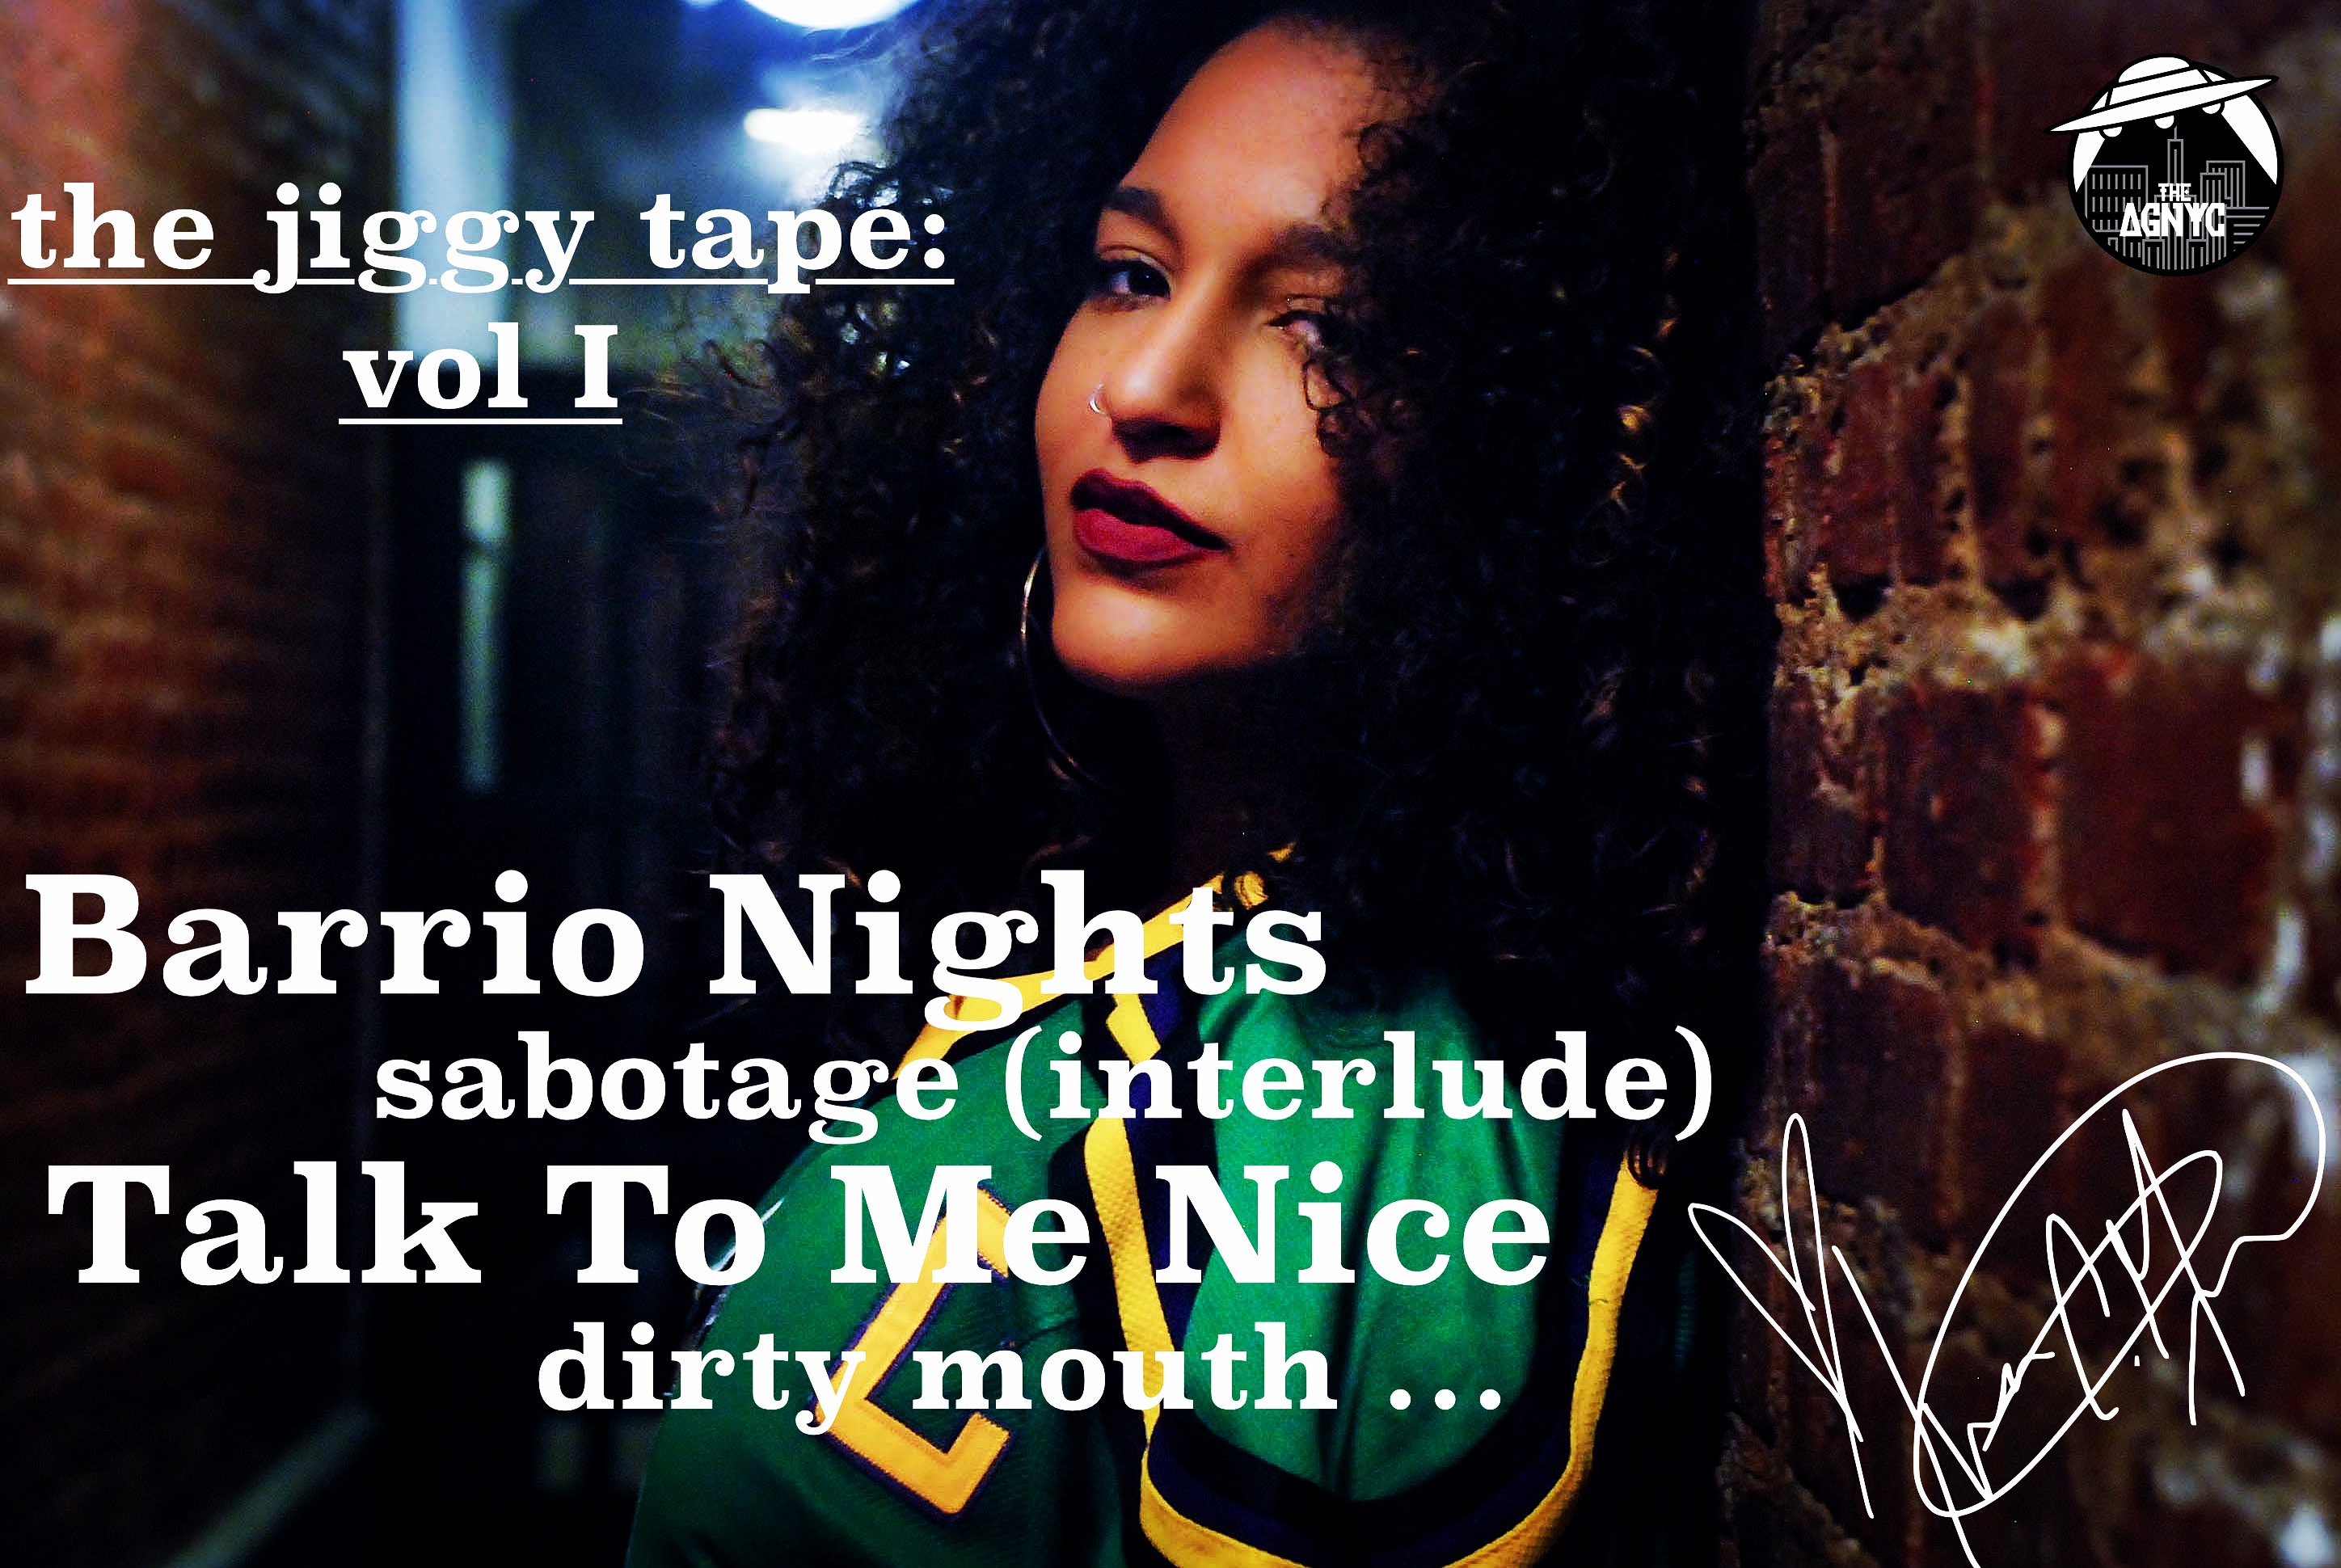 the jiggy tape:
vol I
THE
AGNYC
Barrio Nights
sabotage (interlude)
Talk To Me Nice
dirty mouth ...